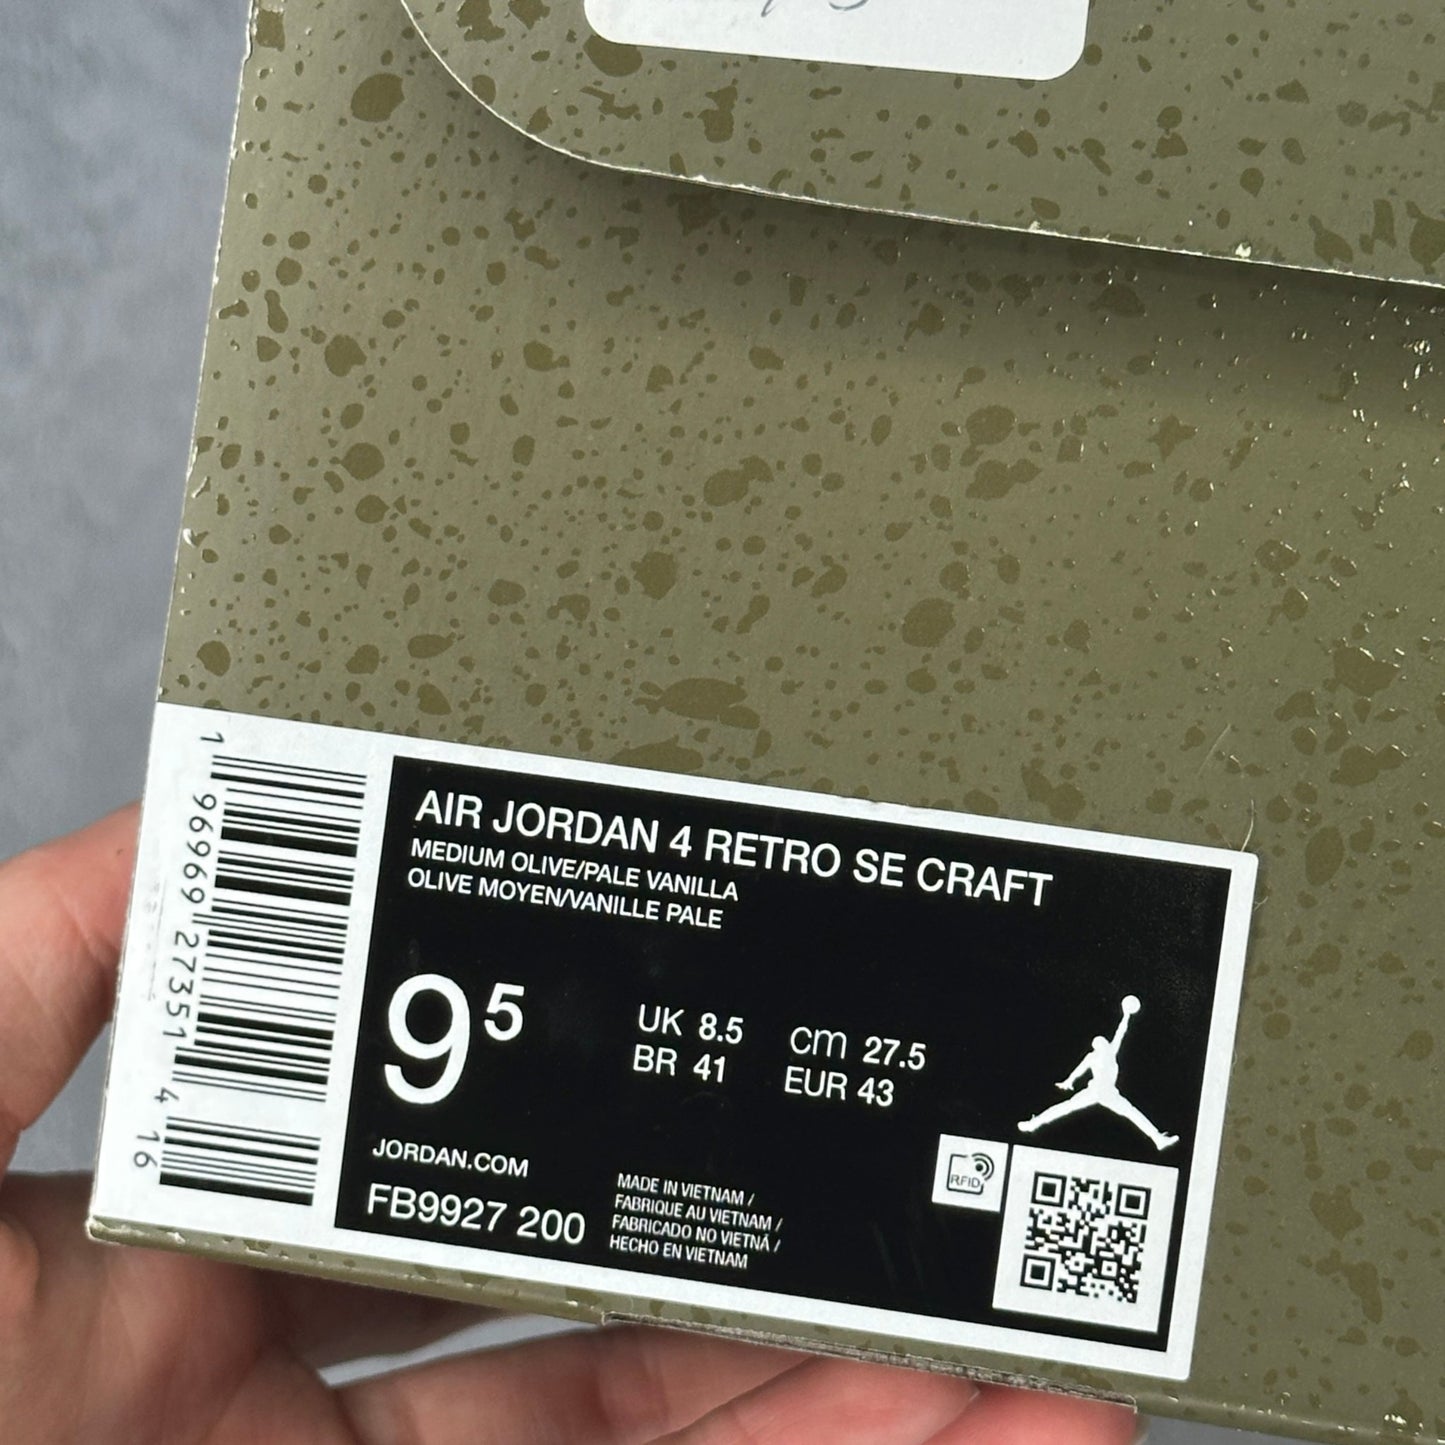 AIR JORDAN 4 RETRO SE CRAFT
MEDIUM OLIVE/PALE VANILLA
OLIVE MOYEN/VANILLE PALE
9 5
UK 8.5
BR 41
cm 27.5
EUR 43
JORDAN.COM
FB9927 200
MADE IN VIETNAM /
FABRIQUE AU VIETNAM /
FABRICADO NO VIETNÁ /
HECHO EN VIETNAM
RFID
1 96969 27351 4 16